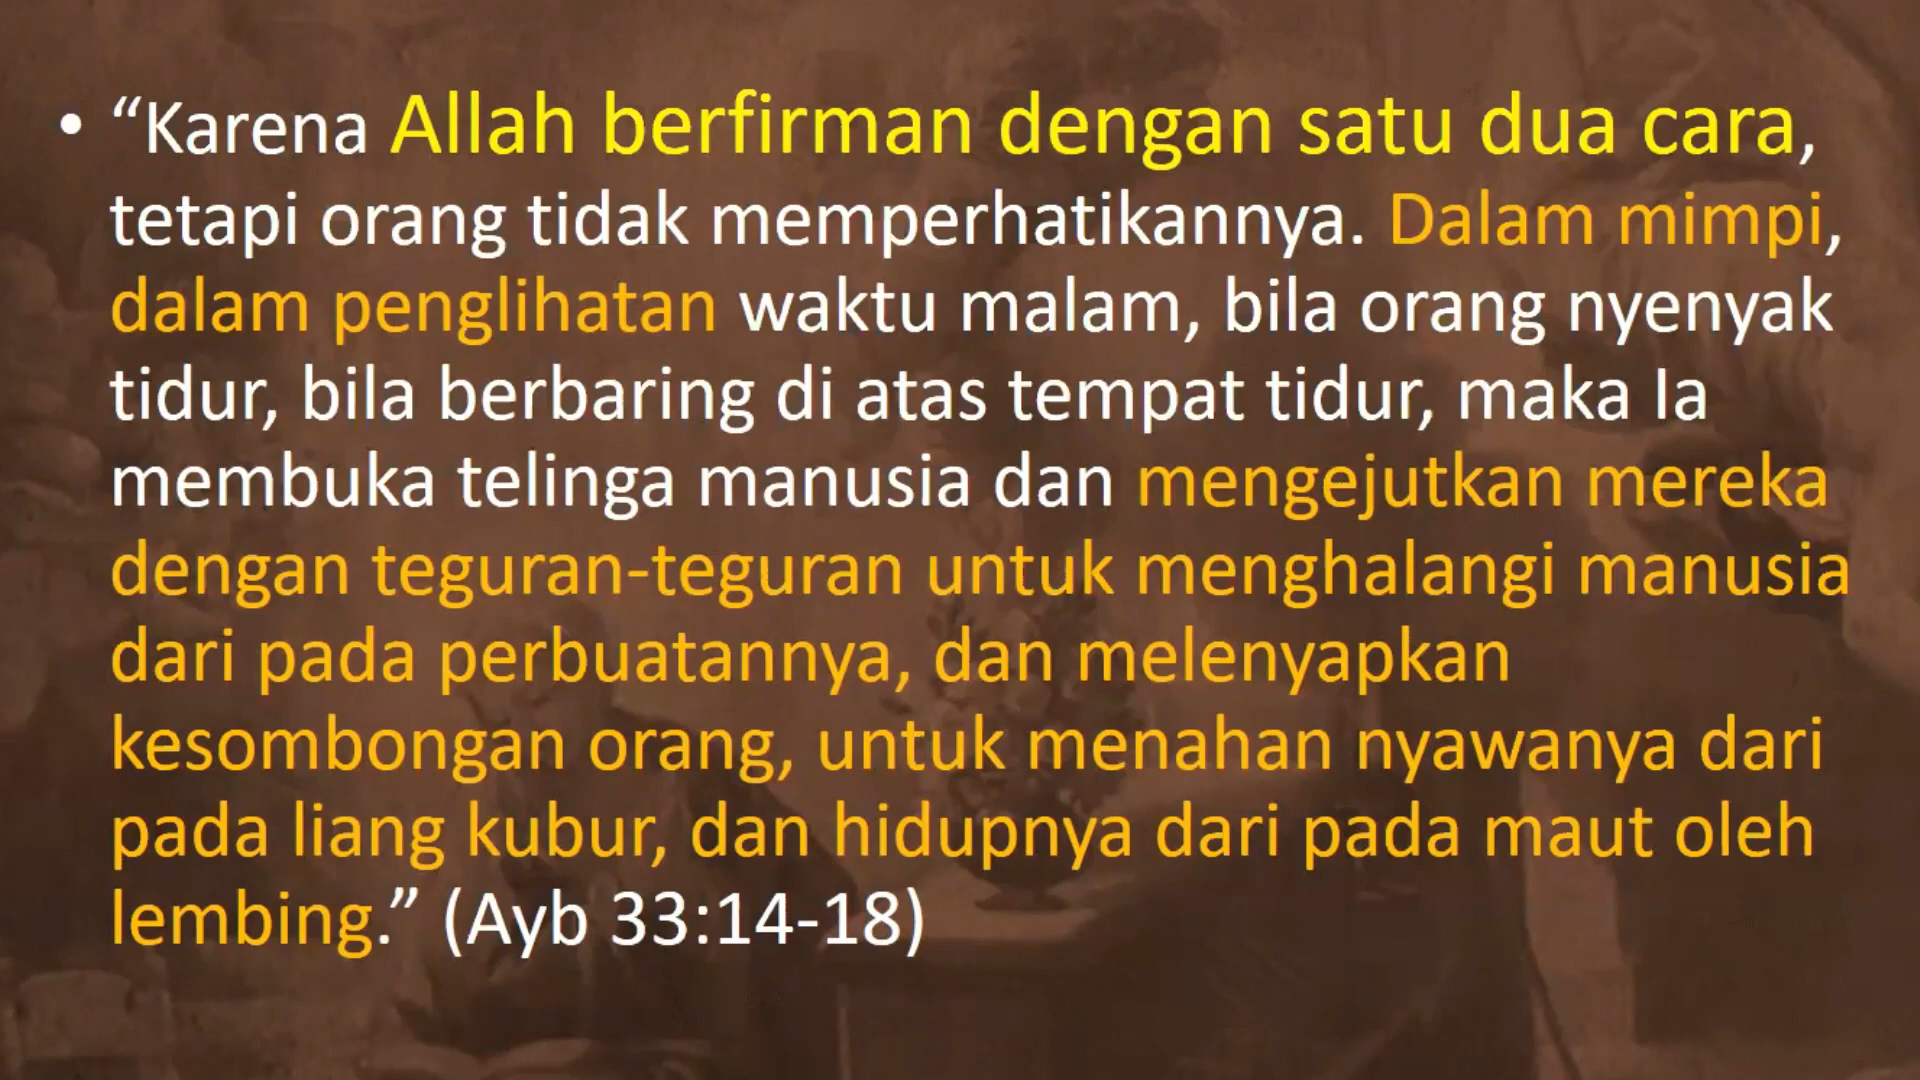 • “Karena Allah berfirman dengan satu dua cara,
tetapi orang tidak memperhatikannya. Dalam mimpi,
dalam penglihatan waktu malam, bila orang nyenyak
tidur, bila berbaring di atas tempat tidur, maka Ia
membuka telinga manusia dan mengejutkan mereka
dengan teguran-teguran untuk menghalangi manusia
dari pada perbuatannya, dan melenyapkan
kesombongan orang, untuk menahan nyawanya dari
pada liang kubur, dan hidupnya dari pada maut oleh
lembing.” (Ayb 33:14-18)